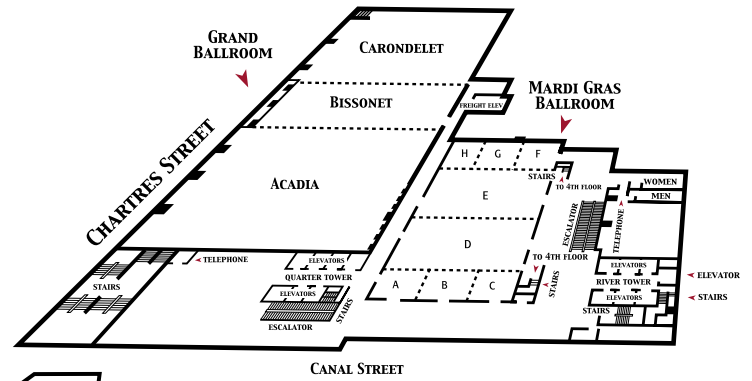 CARONDELET
GRAND
BALLROOM
BISSONET
FREIGHT ELEV.
MARDI GRAS
BALLROOM
CHARTRES STREET
ACADIA
H
G
F
STAIRS
TO 4TH FLOOR
E
D
ESCALATOR
TELEPHONE
WOMEN
MEN
TO 4TH FLOOR
A
B
C
STAIRS
TELEPHONE
STAIRS
ELEVATORS
QUARTER TOWER
ELEVATORS
STAIRS
ESCALATOR
ELEVATORS
RIVER TOWER
ELEVATORS
STAIRS
ELEVATOR
STAIRS
CANAL STREET